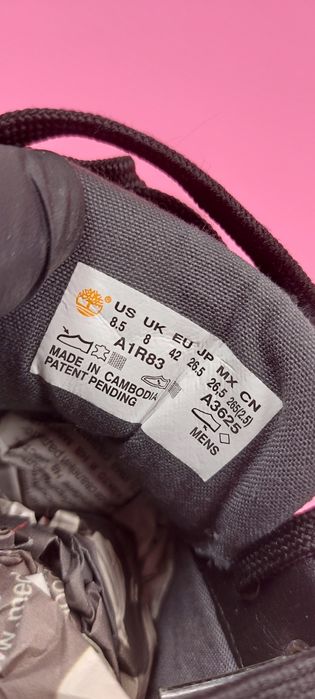 US UK EU JP MX CN
8.5 8 42 26.5 26.5 265(2.5)
A1R83 A3625
MADE IN CAMBODIA
PATENT PENDING
MENS